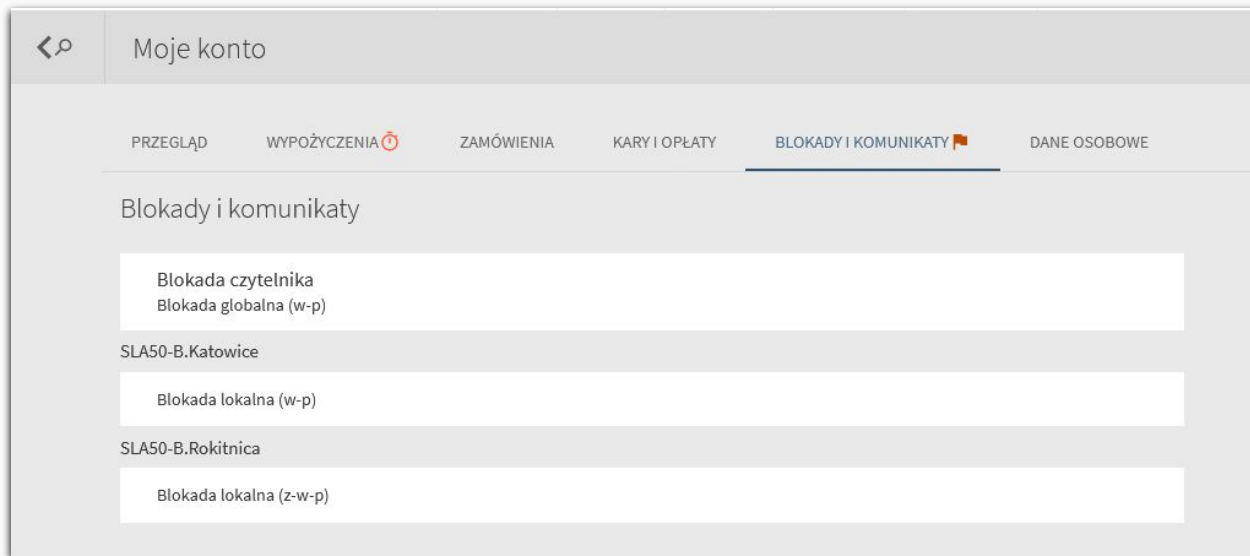 Moje konto
PRZEGLĄD WYPOŻYCZENIA ZAMÓWIENIA KARY I OPŁATY BLOKADY I KOMUNIKATY DANE OSOBOWE
Blokady i komunikaty
Blokada czytelnika
Blokada globalna (w-p)
SLA50-B.Katowice
Blokada lokalna (w-p)
SLA50-B.Rokitnica
Blokada lokalna (z-w-p)